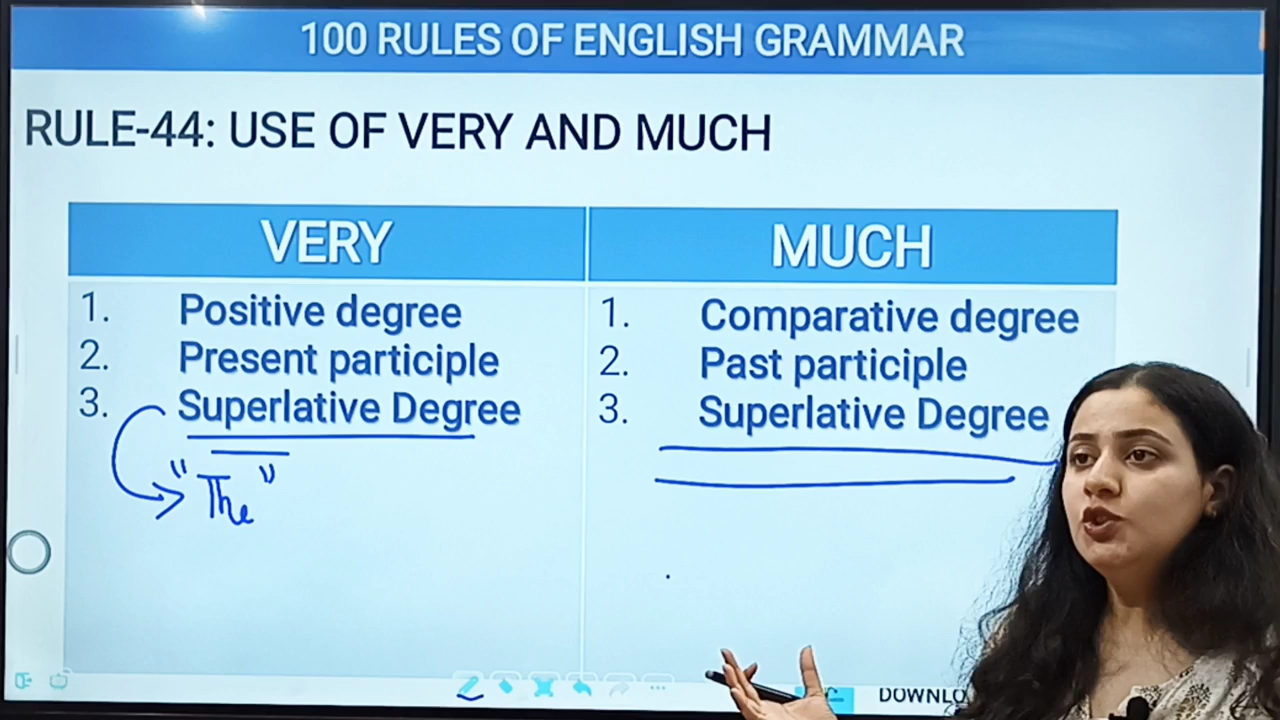 100 RULES OF ENGLISH GRAMMAR
RULE-44: USE OF VERY AND MUCH
VERY
1. Positive degree
2. Present participle
3. Superlative Degree
"The"
MUCH
1. Comparative degree
2. Past participle
3. Superlative Degree
DOWNLO